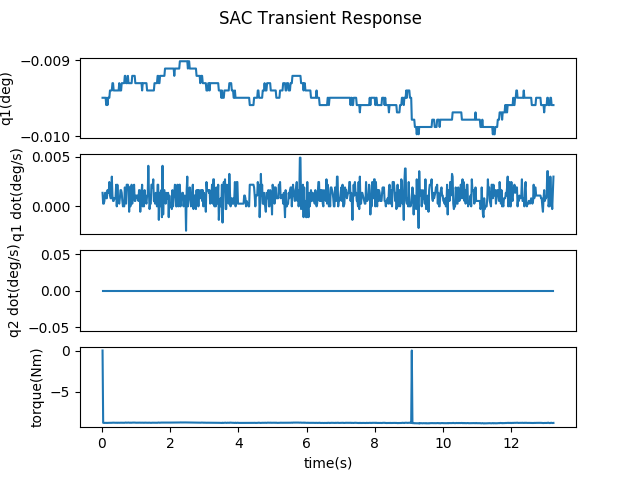 SAC Transient Response
q1(deg)
−0.009
−0.010
q1 dot(deg/s)
0.005
0.000
q2 dot(deg/s)
0.05
0.00
−0.05
torque(Nm)
0
−5
0 2 4 6 8 10 12
time(s)